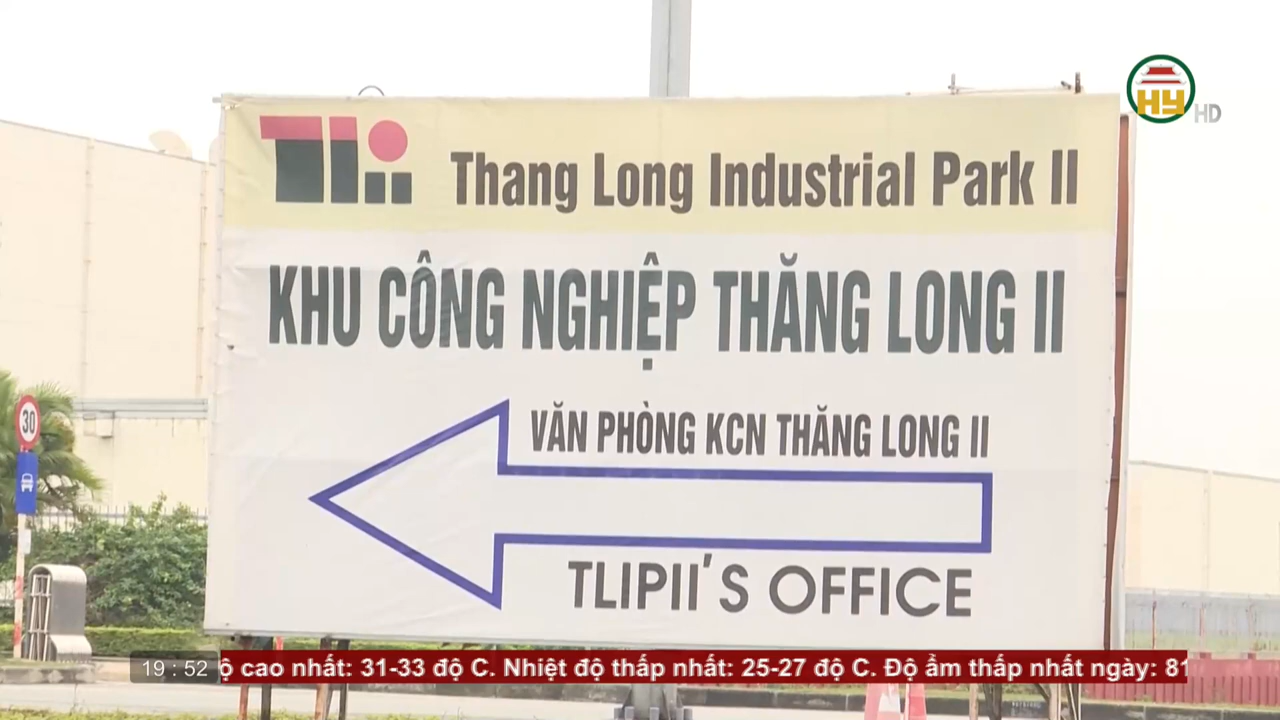 HY HD
TLii
Thang Long Industrial Park II
KHU CÔNG NGHIỆP THĂNG LONG II
30
VĂN PHÒNG KCN THĂNG LONG II
TLIPII'S OFFICE
19 : 52 ộ cao nhất: 31-33 độ C. Nhiệt độ thấp nhất: 25-27 độ C. Độ ẩm thấp nhất ngày: 81